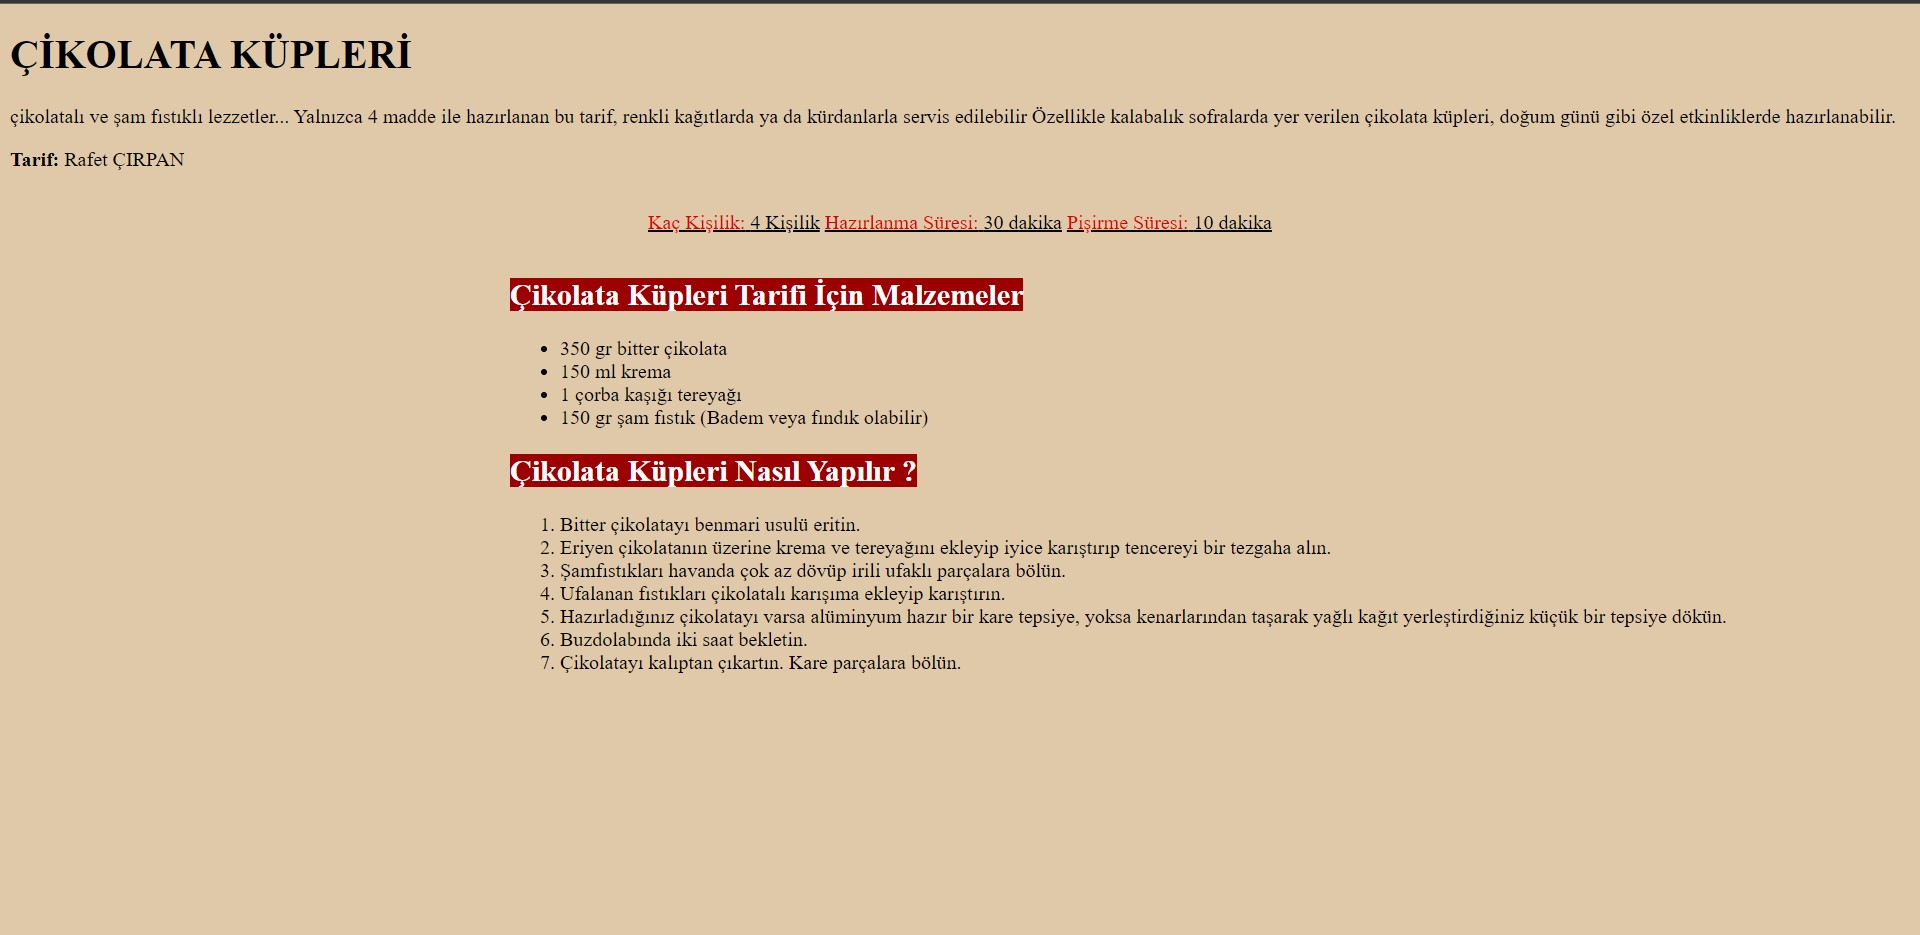 ÇİKOLATA KÜPLERİ
çikolatalı ve şam fıstıklı lezzetler... Yalnızca 4 madde ile hazırlanan bu tarif, renkli kağıtlarda ya da kürdanlarla servis edilebilir Özellikle kalabalık sofralarda yer verilen çikolata küpleri, doğum günü gibi özel etkinliklerde hazırlanabilir.
Tarif: Rafet ÇIRPAN
Kaç Kişilik: 4 Kişilik Hazırlanma Süresi: 30 dakika Pişirme Süresi: 10 dakika
Çikolata Küpleri Tarifi İçin Malzemeler
• 350 gr bitter çikolata
• 150 ml krema
• 1 çorba kaşığı tereyağı
• 150 gr şam fıstık (Badem veya fındık olabilir)
Çikolata Küpleri Nasıl Yapılır ?
1. Bitter çikolatayı benmari usulü eritin.
2. Eriyen çikolatanın üzerine krema ve tereyağını ekleyip iyice karıştırıp tencereyi bir tezgaha alın.
3. Şamfıstıkları havanda çok az dövüp irili ufaklı parçalara bölün.
4. Ufalanan fıstıkları çikolatalı karışıma ekleyip karıştırın.
5. Hazırladığınız çikolatayı varsa alüminyum hazır bir kare tepsiye, yoksa kenarlarından taşarak yağlı kağıt yerleştirdiğiniz küçük bir tepsiye dökün.
6. Buzdolabında iki saat bekletin.
7. Çikolatayı kalıptan çıkartın. Kare parçalara bölün.